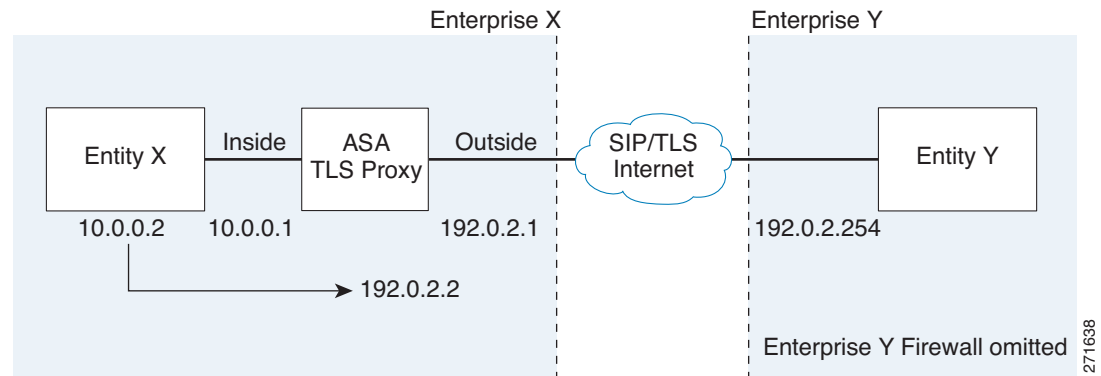 Enterprise X
Enterprise Y
Entity X
Inside
ASA
TLS Proxy
Outside
SIP/TLS
Internet
Entity Y
10.0.0.2
10.0.0.1
192.0.2.1
192.0.2.254
192.0.2.2
Enterprise Y Firewall omitted
271638